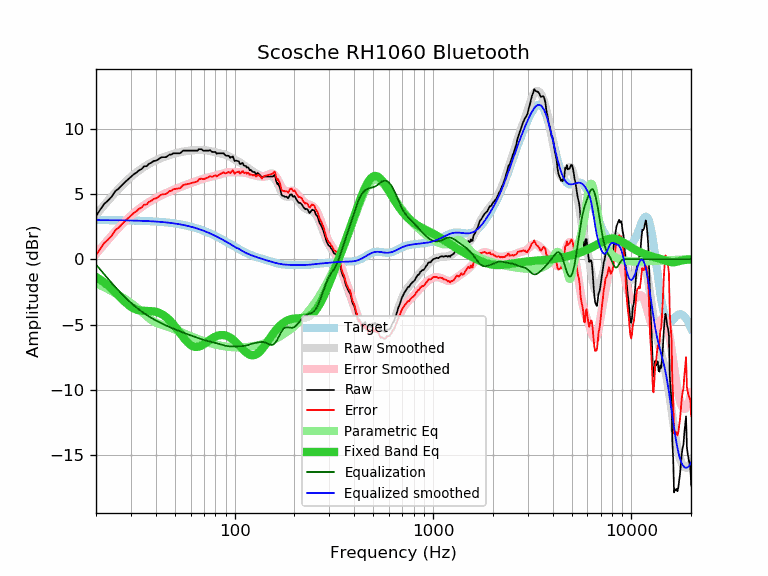 Scosche RH1060 Bluetooth
Amplitude (dBr)
10
5
0
−5
−10
−15
Target
Raw Smoothed
Error Smoothed
Raw
Error
Parametric Eq
Fixed Band Eq
Equalization
Equalized smoothed
100
1000
10000
Frequency (Hz)